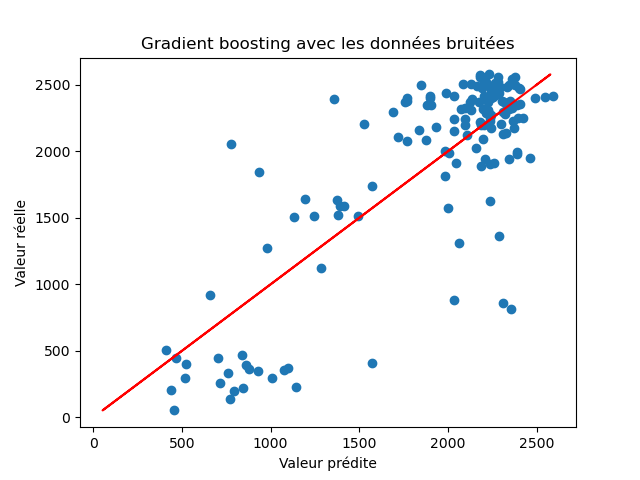 Gradient boosting avec les données bruitées
2500
2000
1500
1000
500
0
Valeur réelle
0 500 1000 1500 2000 2500
Valeur prédite